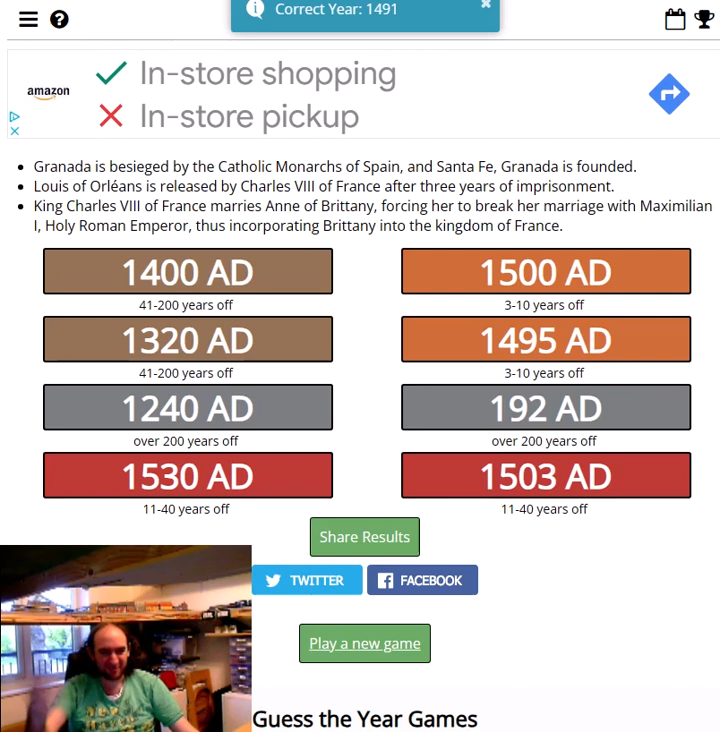 Correct Year: 1491
amazon
In-store shopping
In-store pickup
Granada is besieged by the Catholic Monarchs of Spain, and Santa Fe, Granada is founded.
Louis of Orléans is released by Charles VIII of France after three years of imprisonment.
King Charles VIII of France marries Anne of Brittany, forcing her to break her marriage with Maximilian
I, Holy Roman Emperor, thus incorporating Brittany into the kingdom of France.
1400 AD
41-200 years off
1500 AD
3-10 years off
1320 AD
41-200 years off
1495 AD
3-10 years off
1240 AD
over 200 years off
192 AD
over 200 years off
1530 AD
11-40 years off
1503 AD
11-40 years off
Share Results
TWITTER
FACEBOOK
Play a new game
Guess the Year Games